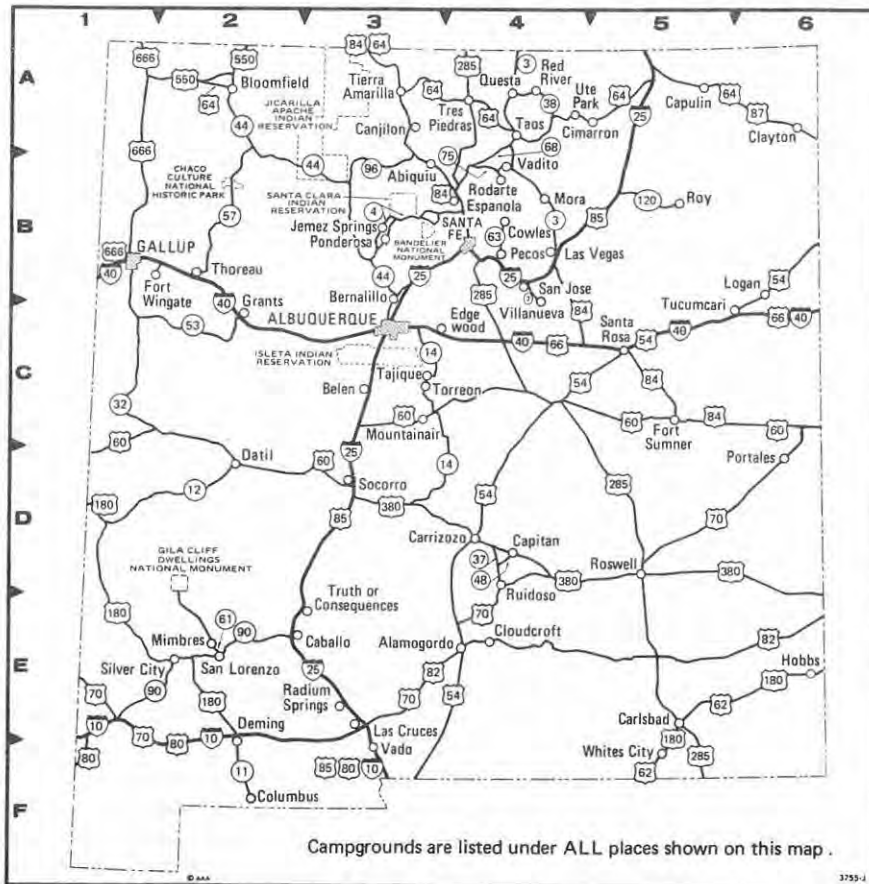 1 2 3 4 5 6
A
B
C
D
E
F
666
550
550
Bloomfield
64
44
JICARILLA
APACHE
INDIAN
RESERVATION
84 64
Tierra
Amarilla
64
Canjilon
285
Tres
Piedras
64
Questa
3
Red
River
38
Ute
Park
64
Taos
Cimarron
25
Capulin
64
87
Clayton
666
CHACO
CULTURE
NATIONAL
HISTORIC PARK
44
96
Abiquiu
75
68
Vadito
84
Rodarte
Espanola
Mora
3
85
120
Roy
57
SANTA CLARA
INDIAN
RESERVATION
4
Jemez Springs
Ponderosa
BANDELIER
NATIONAL
MONUMENT
SANTA
FE
63
Cowles
Pecos
Las Vegas
666
GALLUP
40
Fort
Wingate
Thoreau
44
25
Bernalillo
285
25
San Jose
3
Villanueva
84
Logan
54
Tucumcari
40
Grants
53
ALBUQUERQUE
Edge
wood
40
66
Santa
Rosa
54
40
66
40
ISLETA INDIAN
RESERVATION
14
Tajique
Belen
Torreon
54
84
32
60
Mountainair
60
84
Fort
Sumner
60
60
Datil
60
25
Socorro
14
Portales
12
180
85
380
54
285
70
GILA CLIFF
DWELLINGS
NATIONAL MONUMENT
Carrizozo
37
48
Capitan
Ruidoso
380
Roswell
380
180
Truth or
Consequences
70
61
Mimbres
90
Caballo
Alamogordo
Cloudcroft
82
Silver City
San Lorenzo
90
180
25
Radium
Springs
82
70
54
Hobbs
180
62
70
10
70
80
10
Deming
Las Cruces
Carlsbad
80
11
Vado
85 80 10
Whites City
180
62
285
Columbus
Campgrounds are listed under ALL places shown on this map .
© AAA
3755-J